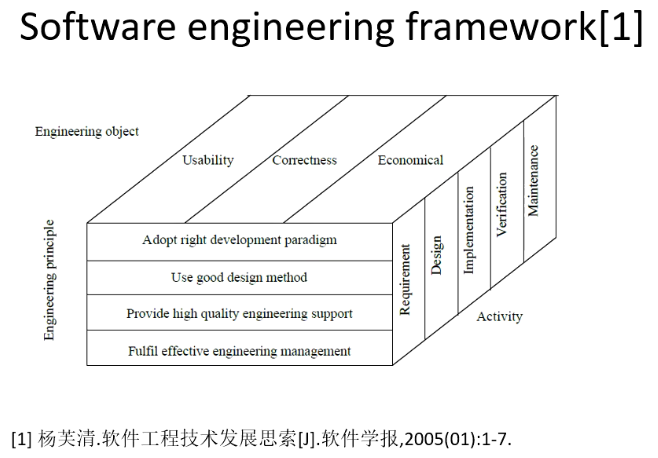 Software engineering framework[1]
Engineering object
Usability
Correctness
Economical
Engineering principle
Adopt right development paradigm
Use good design method
Provide high quality engineering support
Fulfil effective engineering management
Requirement
Design
Implementation
Verification
Maintenance
Activity
[1] 杨芙清.软件工程技术发展思索[J].软件学报,2005(01):1-7.